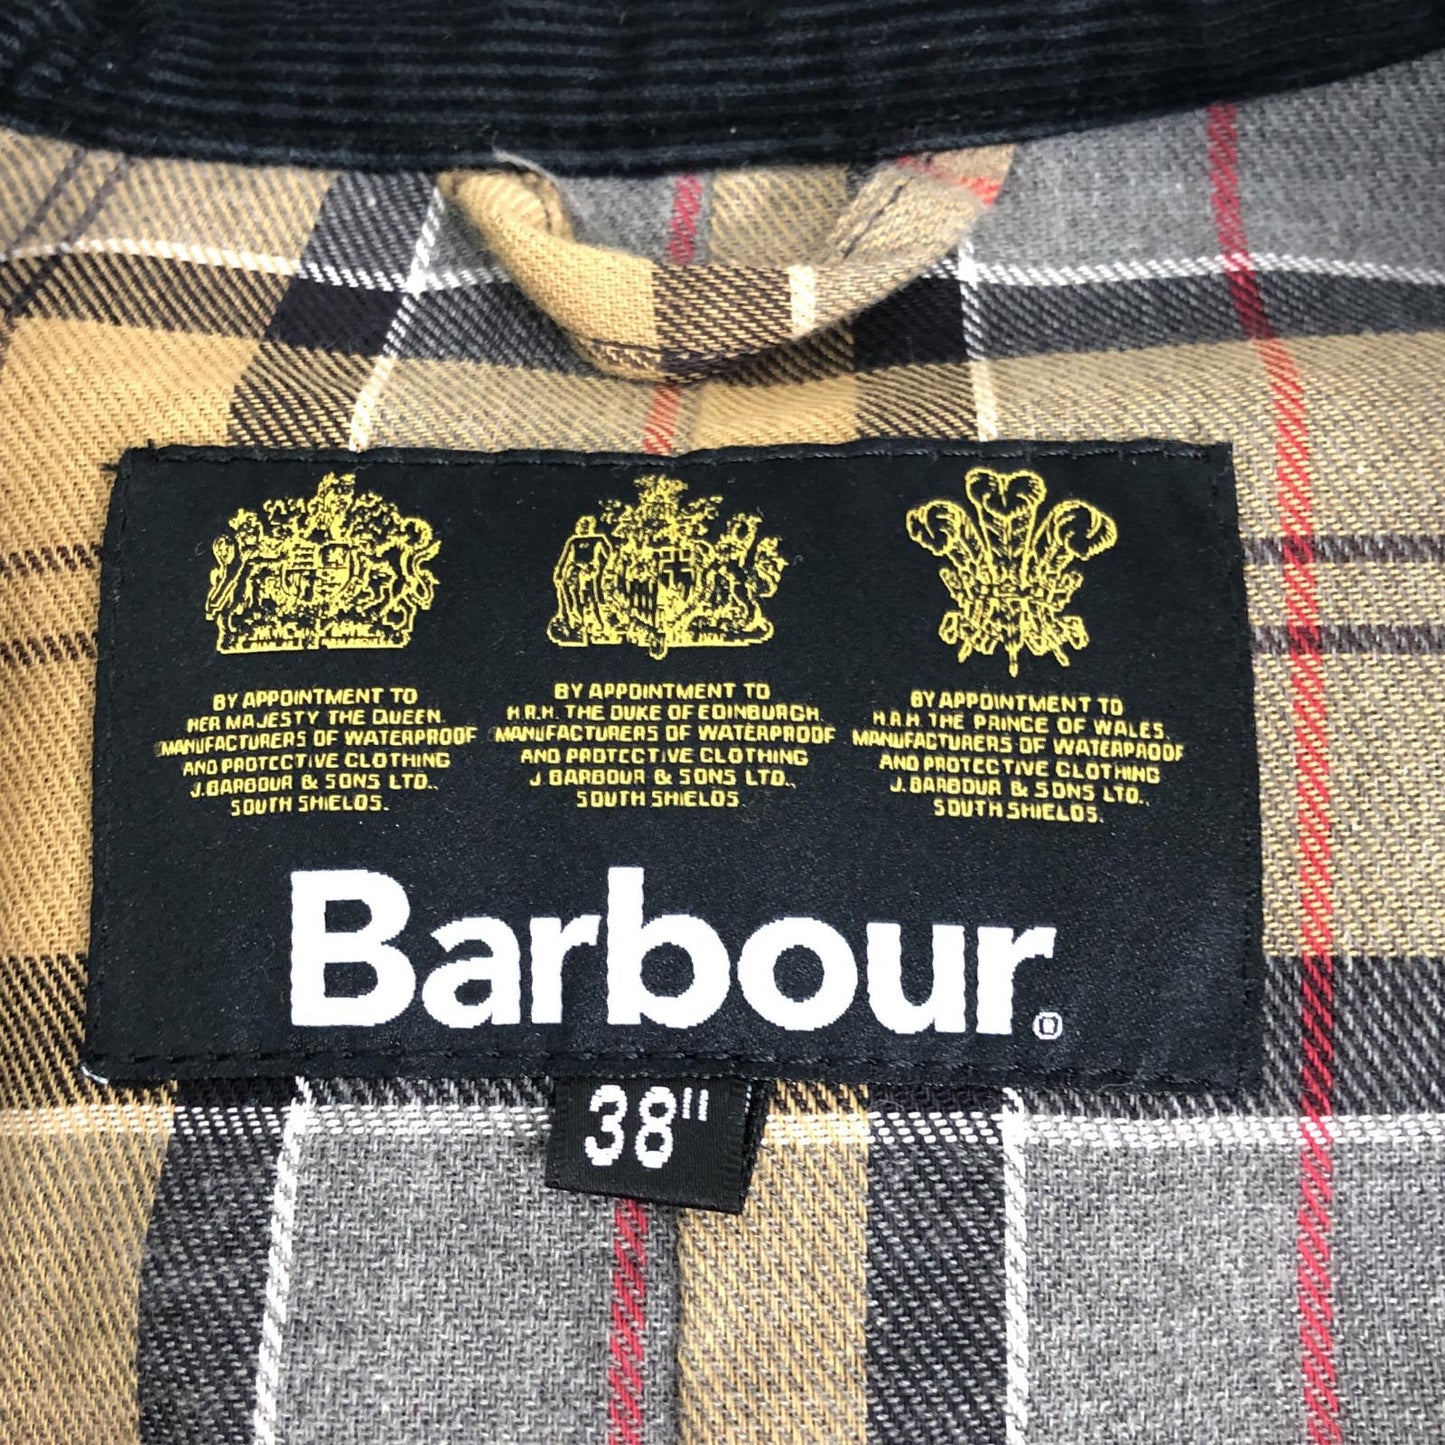 BY APPOINTMENT TO
HER MAJESTY THE QUEEN.
MANUFACTURERS OF WATERPROOF
AND PROTECTIVE CLOTHING
J. BARBOUR & SONS LTD.,
SOUTH SHIELDS.
BY APPOINTMENT TO
H.R.H. THE DUKE OF EDINBURGH.
MANUFACTURERS OF WATERPROOF
AND PROTECTIVE CLOTHING
J. BARBOUR & SONS LTD.,
SOUTH SHIELDS.
BY APPOINTMENT TO
H.R.H. THE PRINCE OF WALES.
MANUFACTURERS OF WATERPROOF
AND PROTECTIVE CLOTHING
J. BARBOUR & SONS LTD.,
SOUTH SHIELDS.
Barbour®
38"